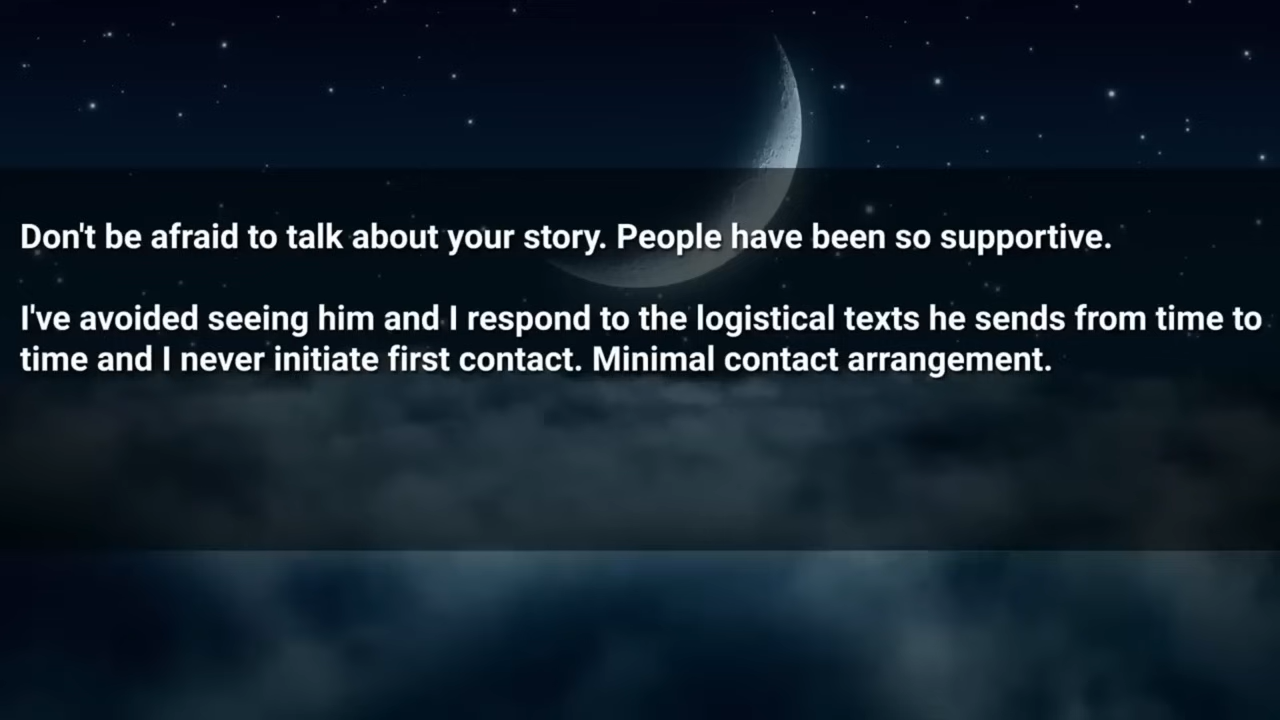 Don't be afraid to talk about your story. People have been so supportive.
I've avoided seeing him and I respond to the logistical texts he sends from time to
time and I never initiate first contact. Minimal contact arrangement.